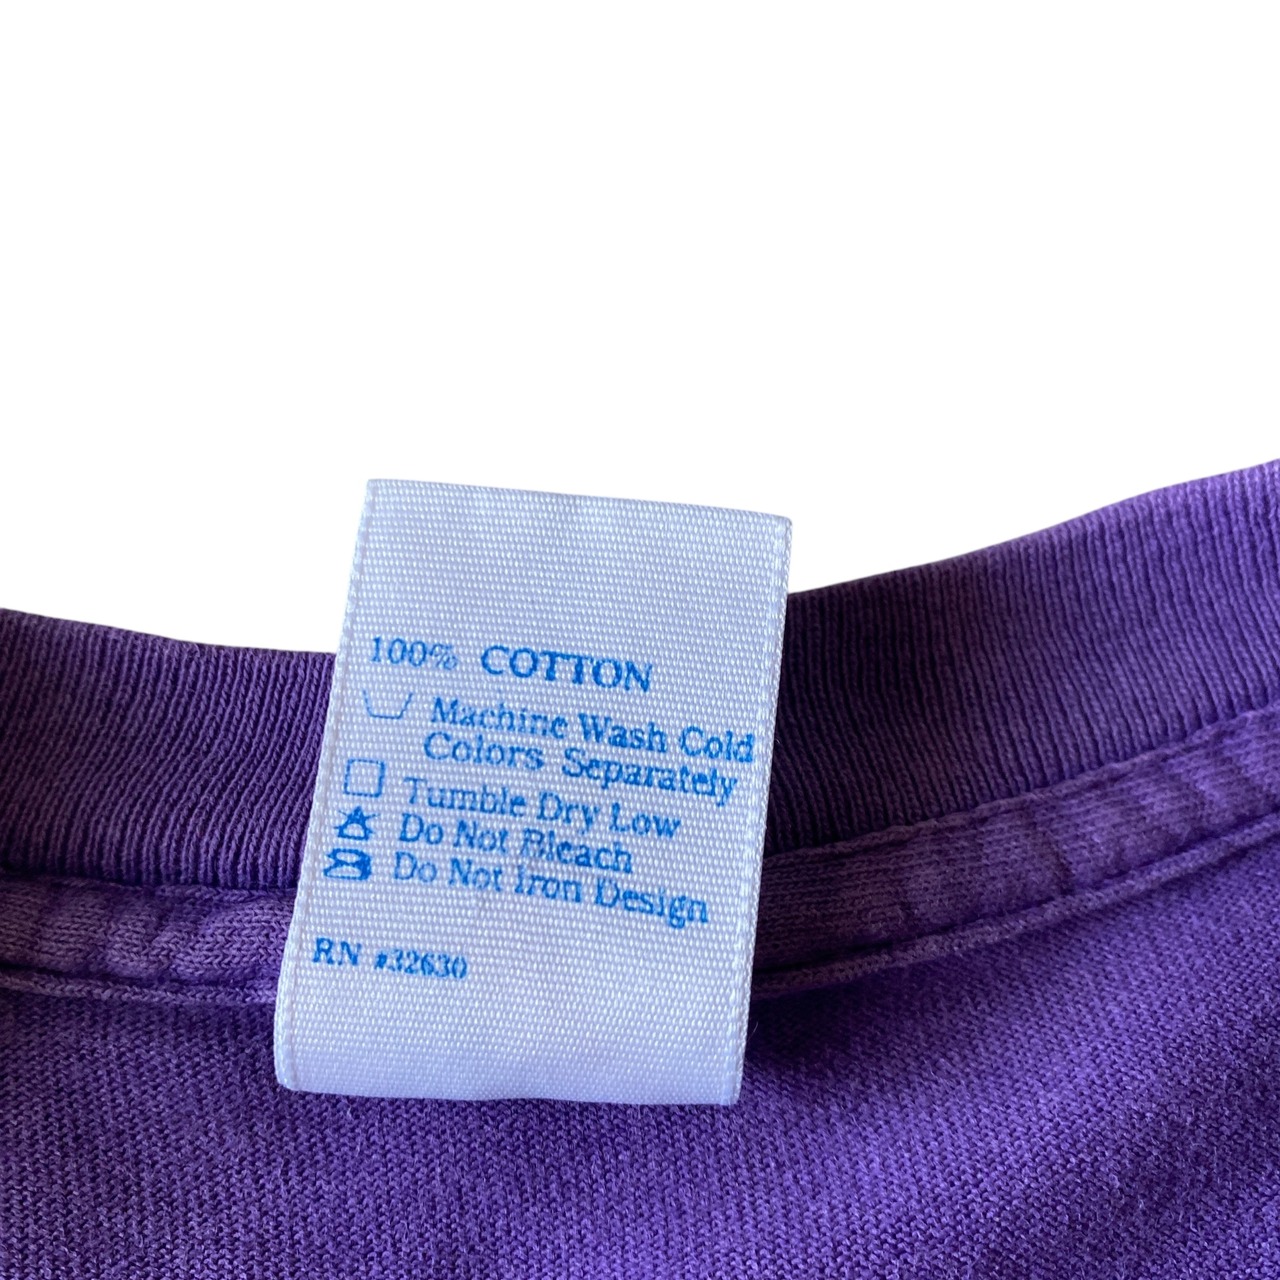 100% COTTON
Machine Wash Cold
Colors Separately
Tumble Dry Low
Do Not Bleach
Do Not Iron Design
RN #32630